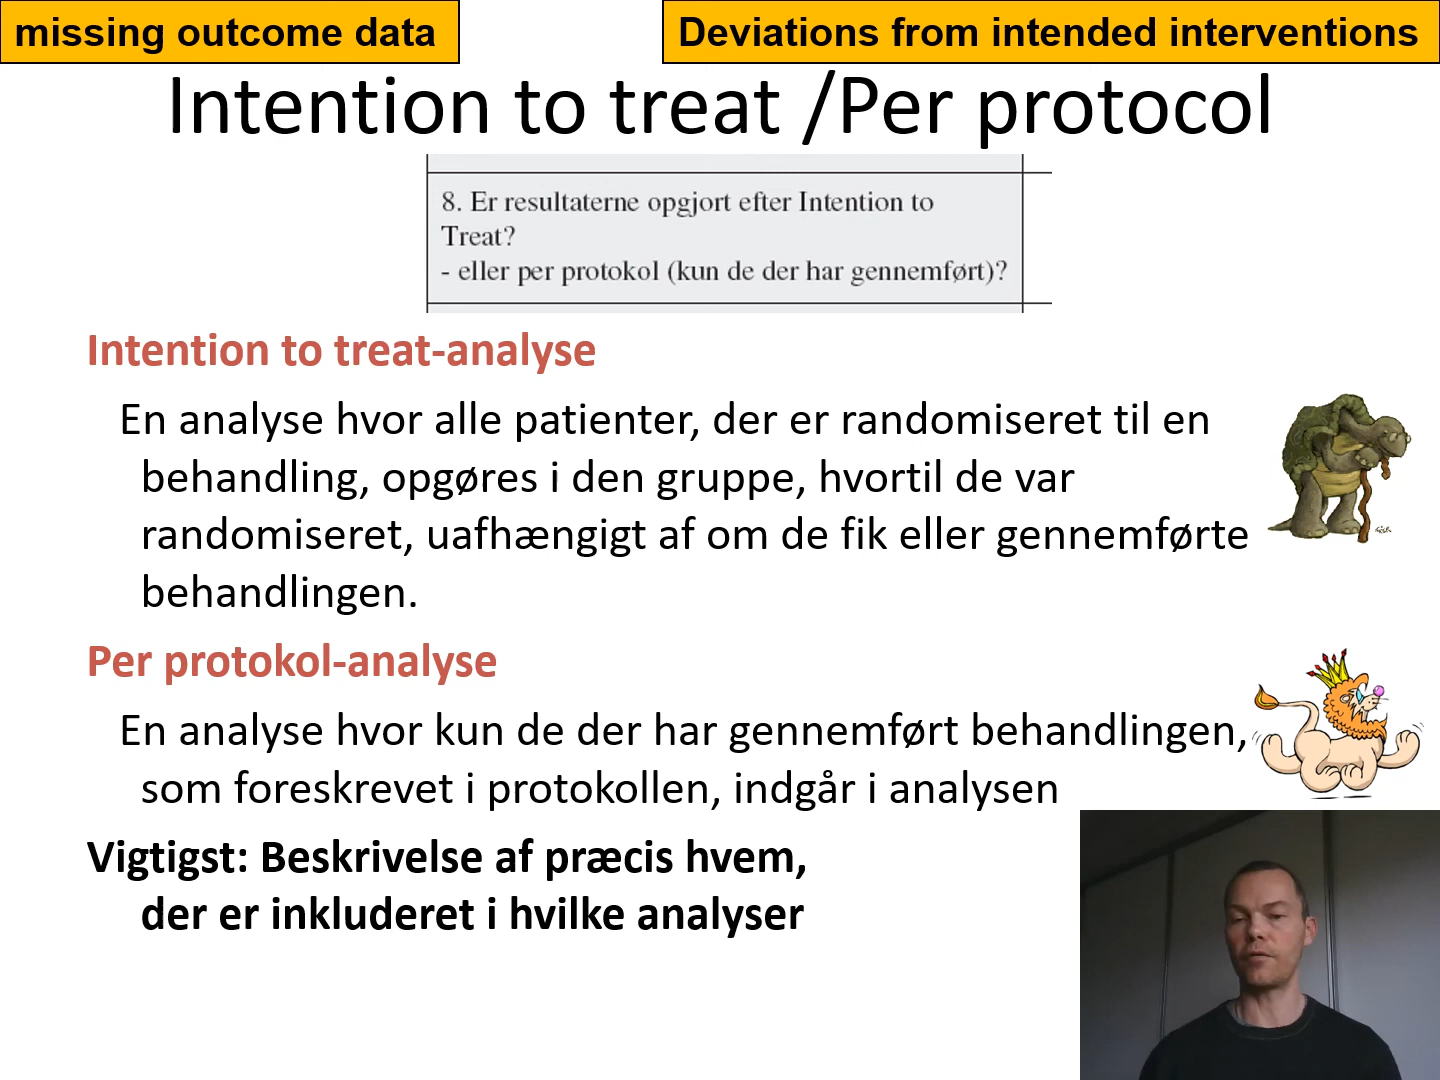 missing outcome data
Deviations from intended interventions
Intention to treat /Per protocol
8. Er resultaterne opgjort efter Intention to
Treat?
- eller per protokol (kun de der har gennemført)?
Intention to treat-analyse
En analyse hvor alle patienter, der er randomiseret til en
behandling, opgøres i den gruppe, hvortil de var
randomiseret, uafhængigt af om de fik eller gennemførte
behandlingen.
Per protokol-analyse
En analyse hvor kun de der har gennemført behandlingen,
som foreskrevet i protokollen, indgår i analysen
Vigtigst: Beskrivelse af præcis hvem,
der er inkluderet i hvilke analyser